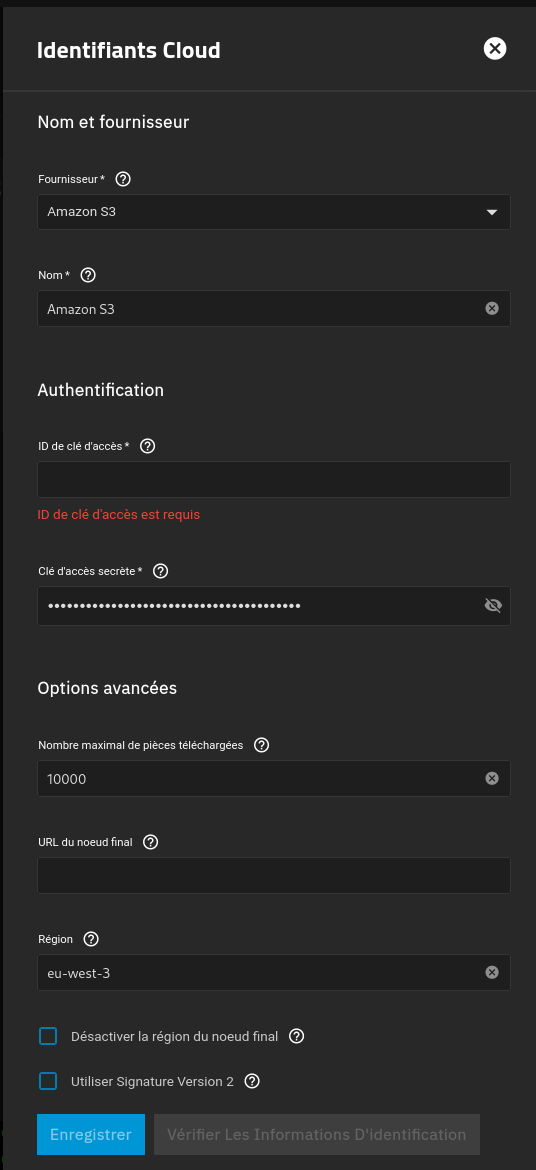 Identifiants Cloud
Nom et fournisseur
Fournisseur *
Amazon S3
Nom *
Amazon S3
Authentification
ID de clé d'accès *
ID de clé d'accès est requis
Clé d'accès secrète *
••••••••••••••••••••••••••••••••••••••••
Options avancées
Nombre maximal de pièces téléchargées
10000
URL du noeud final
Région
eu-west-3
Désactiver la région du noeud final
Utiliser Signature Version 2
Enregistrer
Vérifier Les Informations D'identification